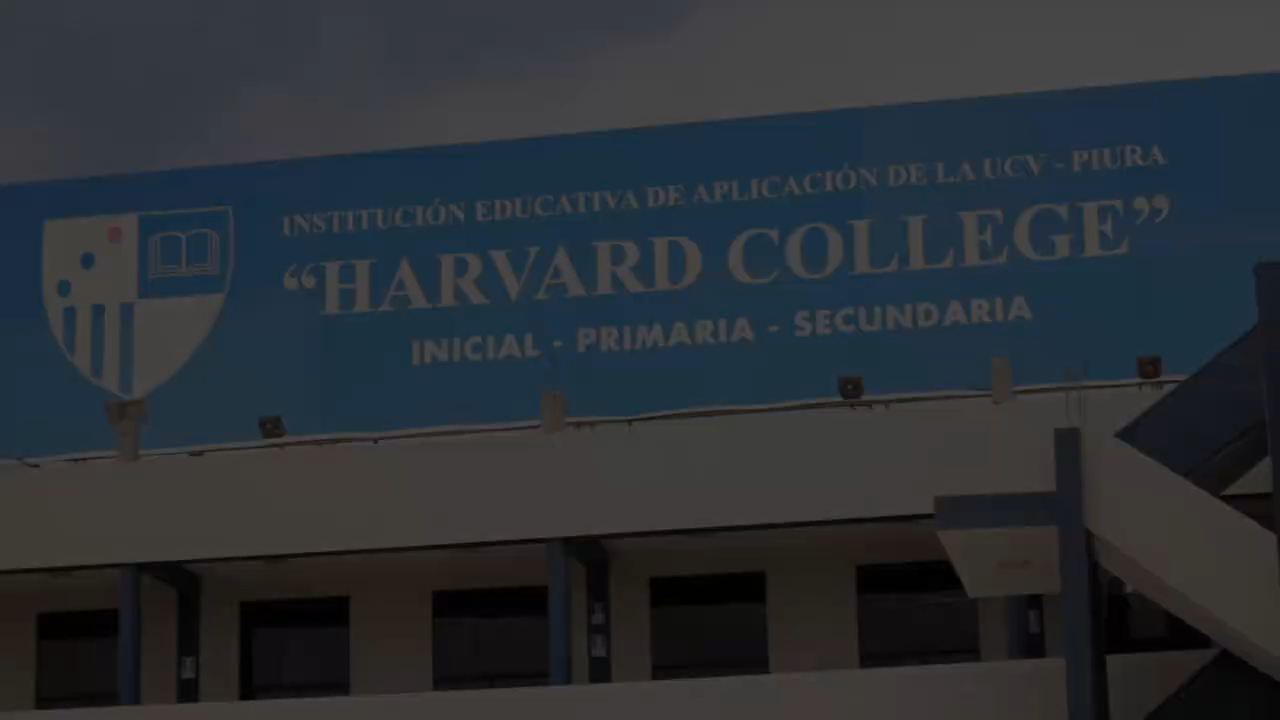 INSTITUCIÓN EDUCATIVA DE APLICACIÓN DE LA UCV - PIURA
“HARVARD COLLEGE”
INICIAL - PRIMARIA - SECUNDARIA